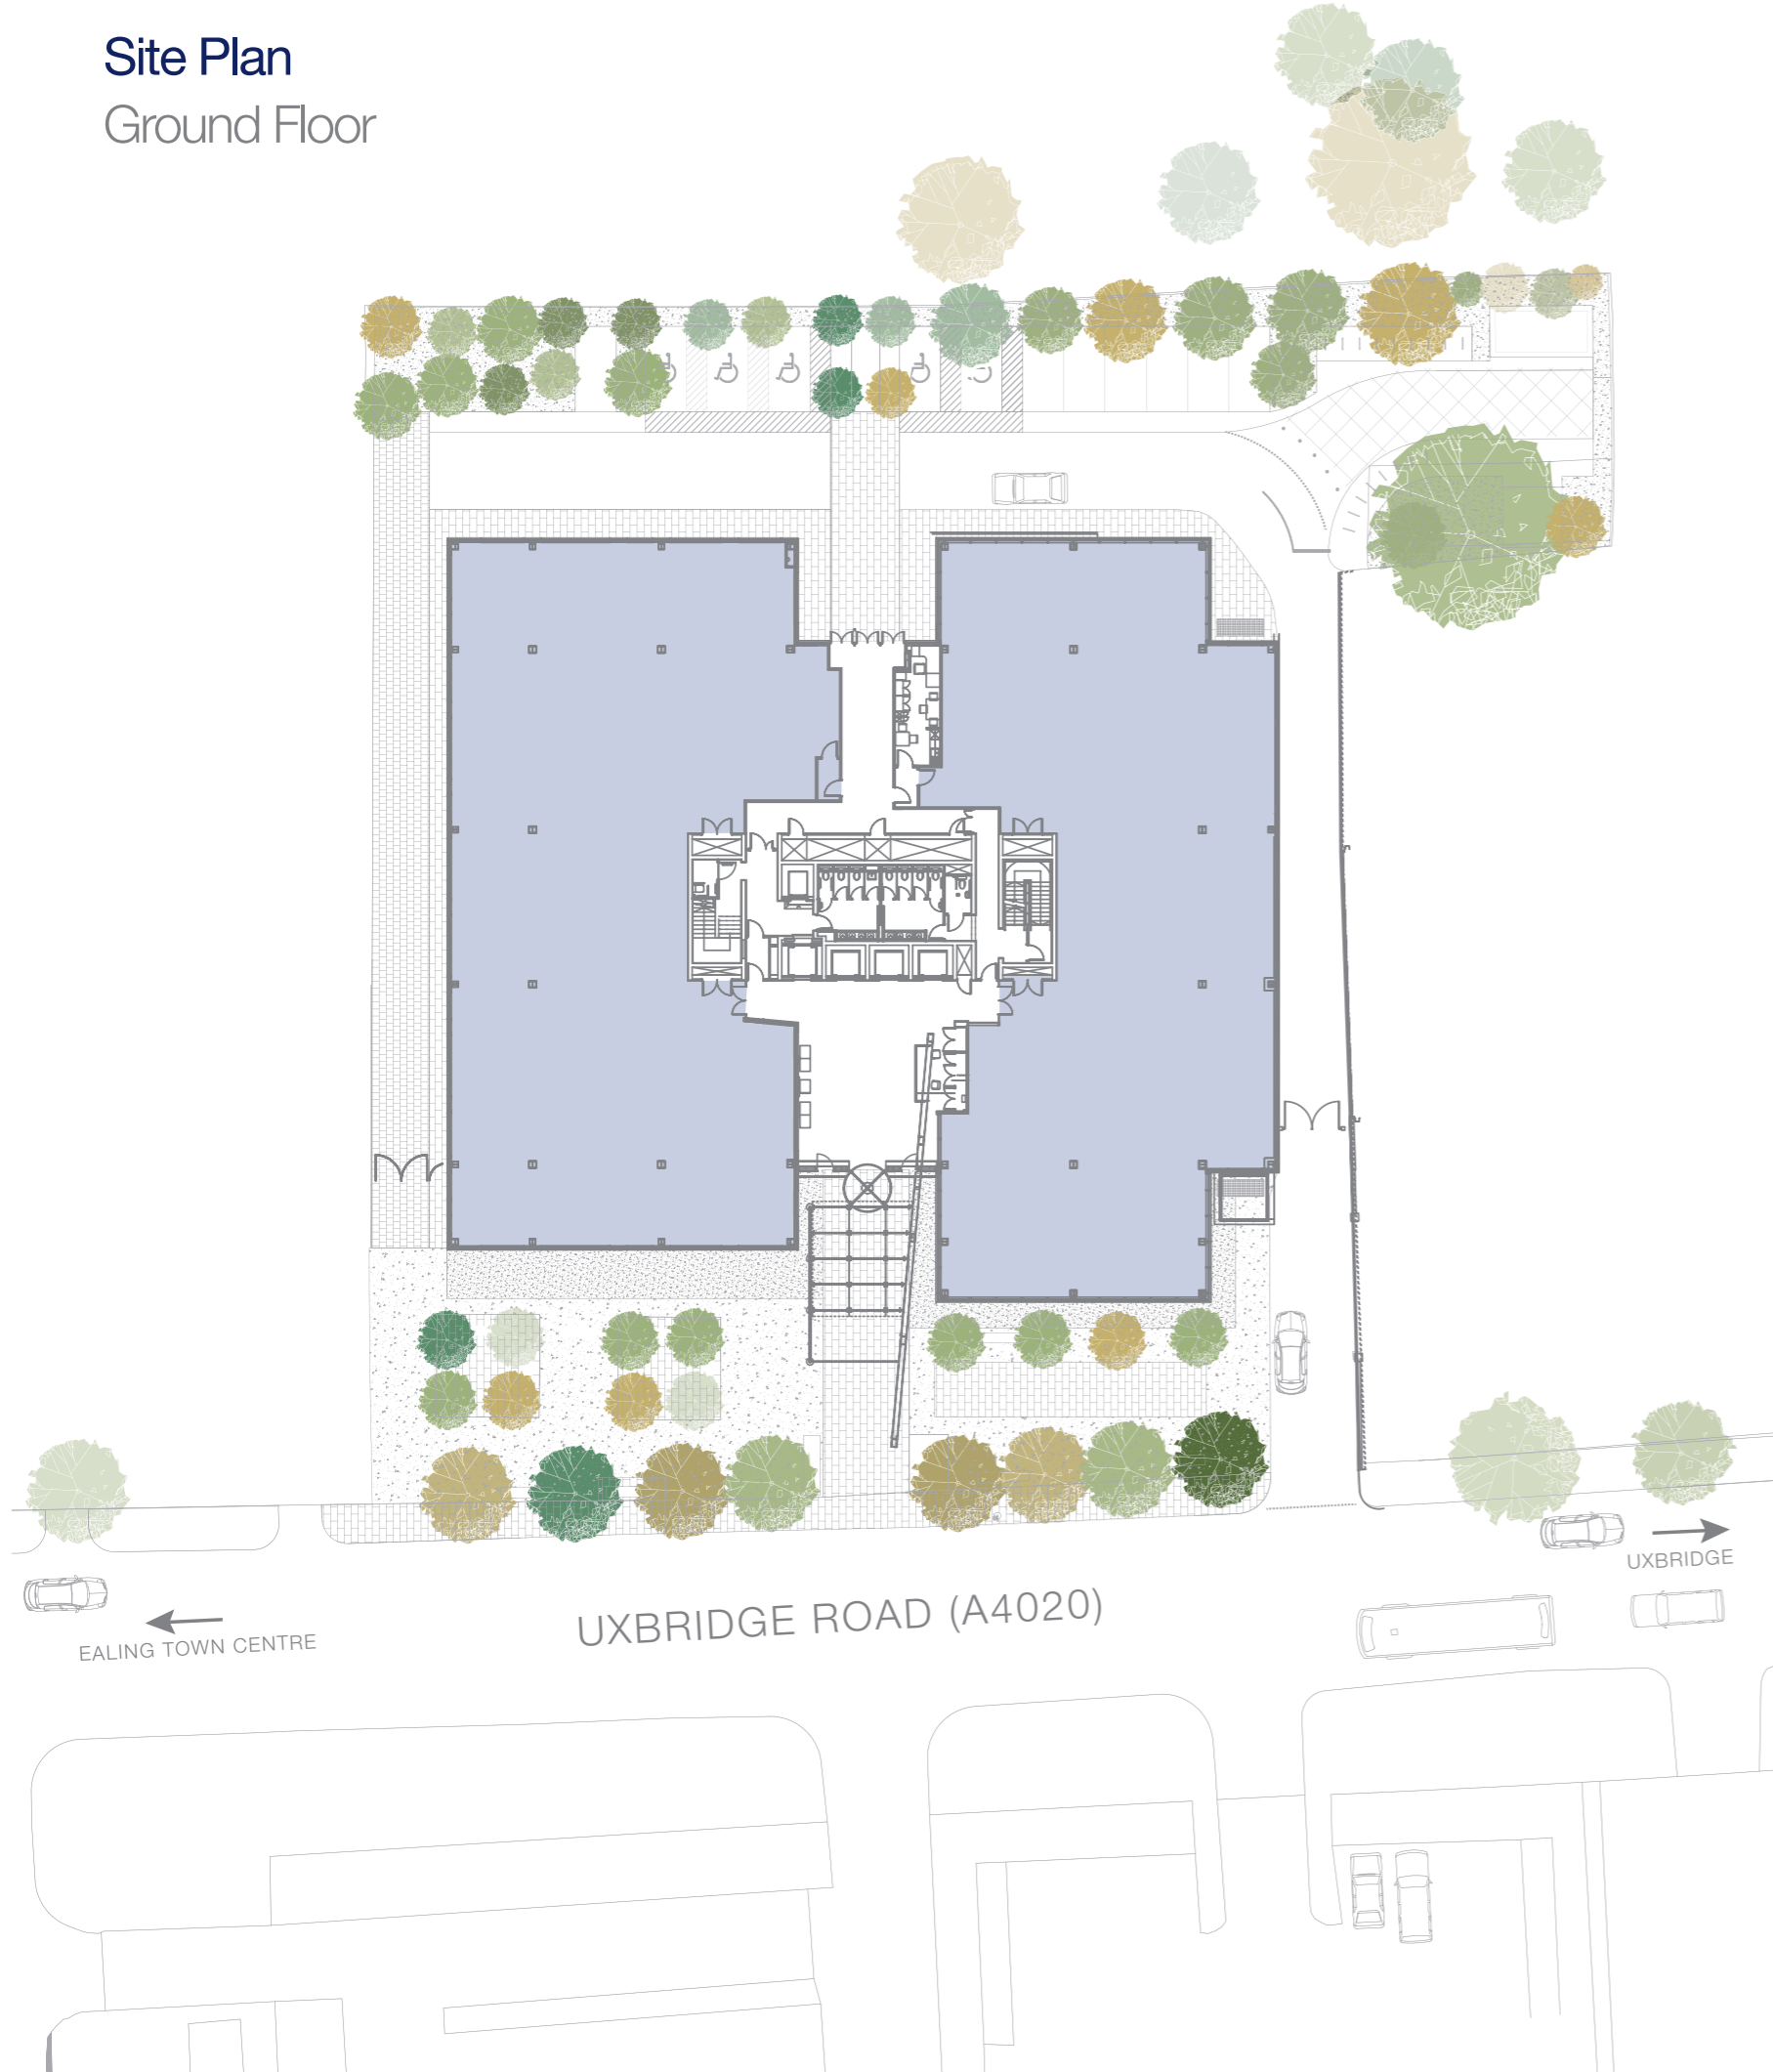 Site Plan
Ground Floor
UXBRIDGE
UXBRIDGE ROAD (A4020)
EALING TOWN CENTRE